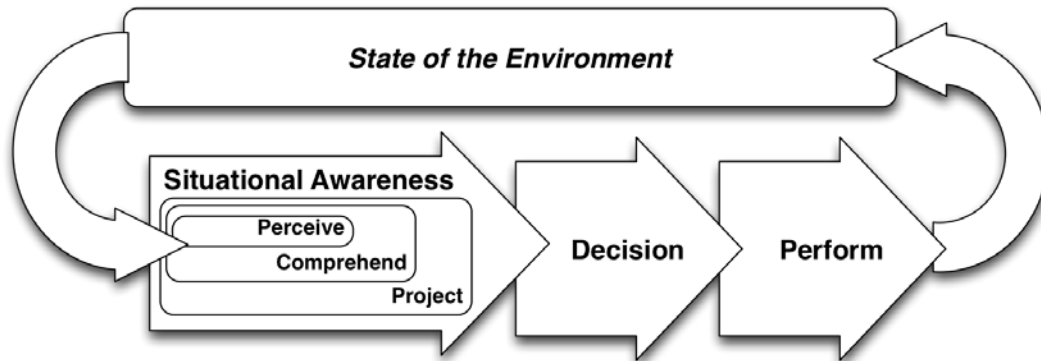 State of the Environment
Situational Awareness
Perceive
Comprehend
Project
Decision
Perform